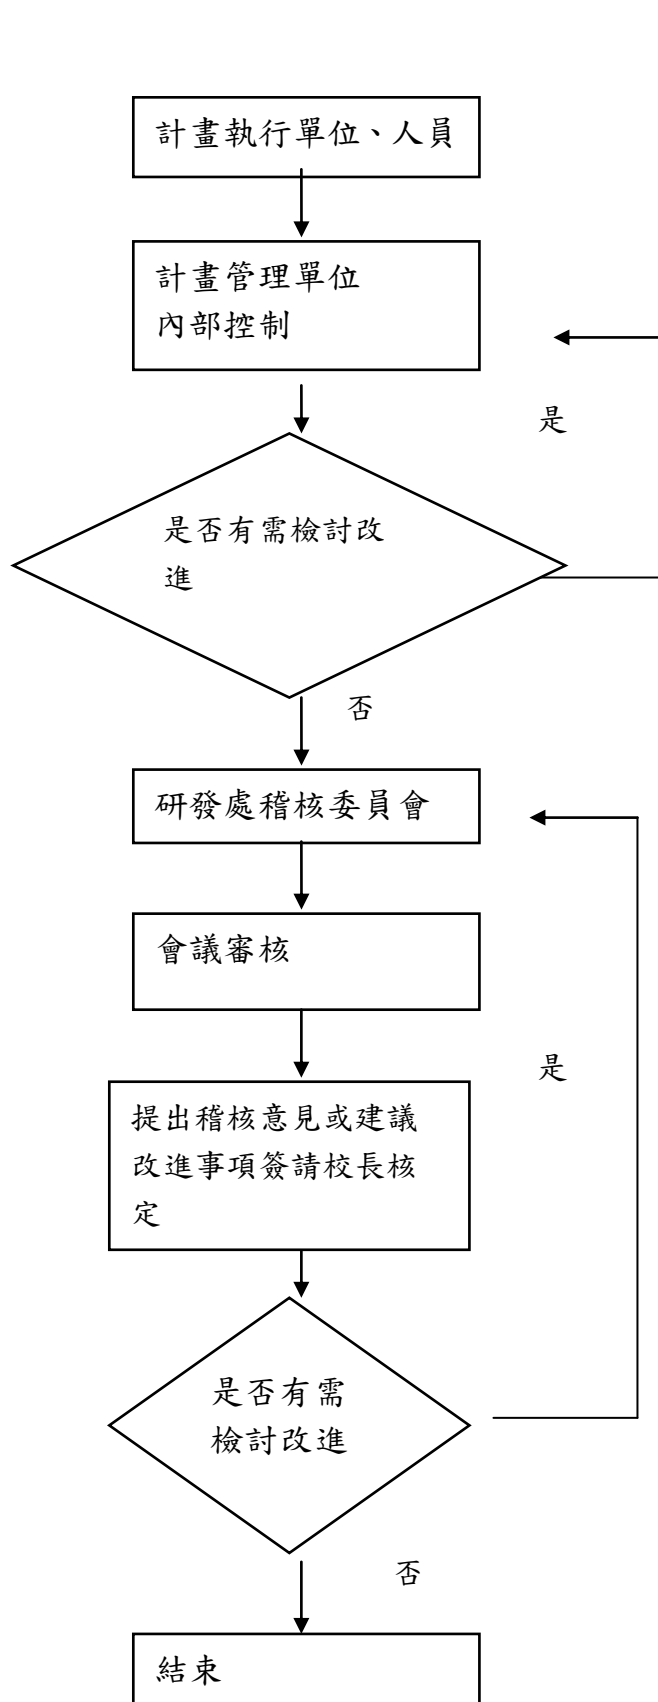 計畫執行單位、人員
計畫管理單位
內部控制
是
是否有需檢討改
進
否
研發處稽核委員會
會議審核
是
提出稽核意見或建議
改進事項簽請校長核
定
是否有需
檢討改進
否
結束